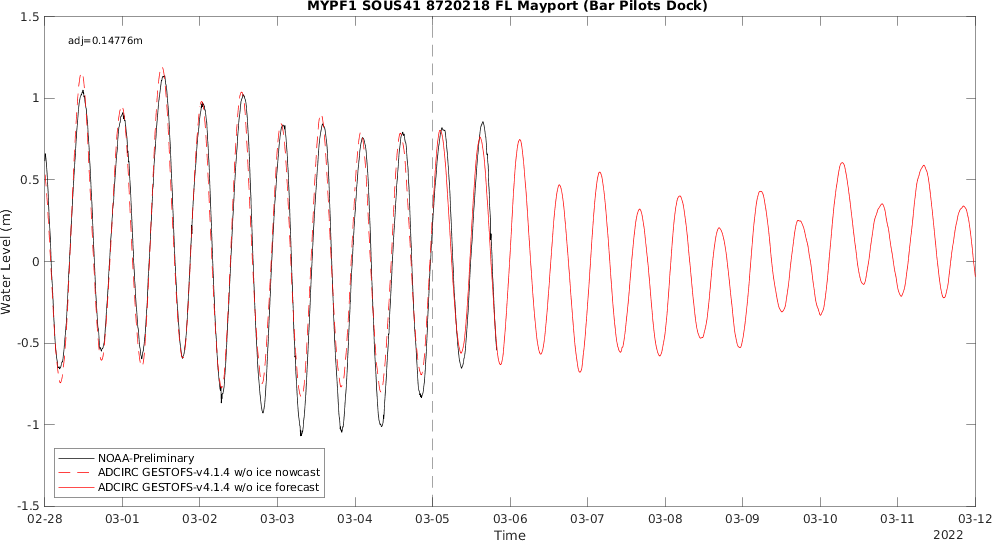 MYPF1 SOUS41 8720218 FL Mayport (Bar Pilots Dock)
1.5
adj=0.14776m
1
0.5
0
-0.5
-1
-1.5
Water Level (m)
NOAA-Preliminary
ADCIRC GESTOFS-v4.1.4 w/o ice nowcast
ADCIRC GESTOFS-v4.1.4 w/o ice forecast
02-28 03-01 03-02 03-03 03-04 03-05 03-06 03-07 03-08 03-09 03-10 03-11 03-12
Time
2022